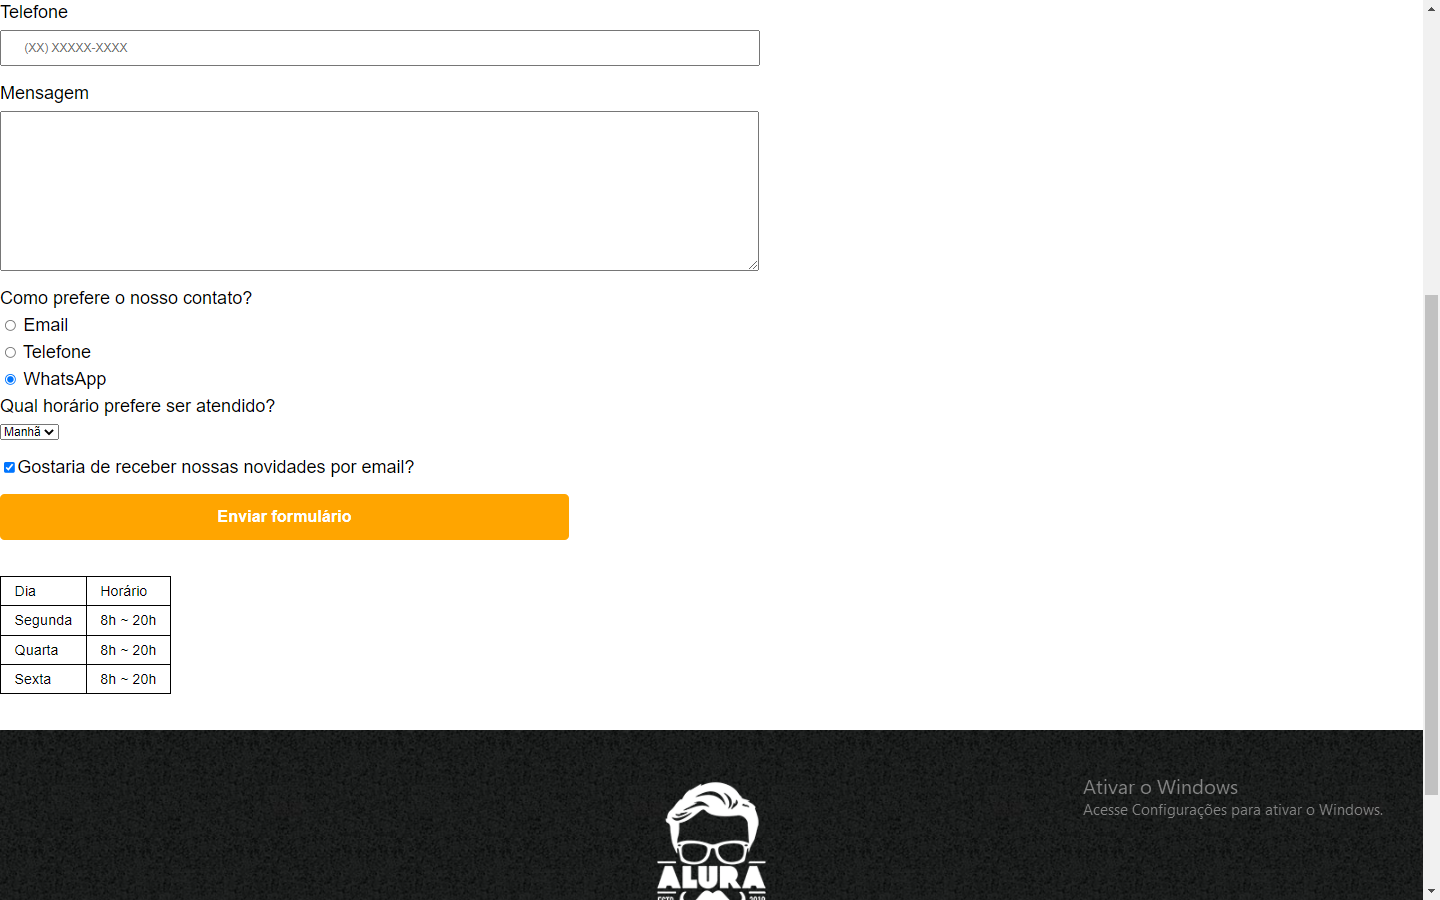 Telefone
(XX) XXXXX-XXXX
Mensagem
Como prefere o nosso contato?
Email
Telefone
WhatsApp
Qual horário prefere ser atendido?
Manhã
Gostaria de receber nossas novidades por email?
Enviar formulário
Dia Horário
Segunda 8h ~ 20h
Quarta 8h ~ 20h
Sexta 8h ~ 20h
Ativar o Windows
Acesse Configurações para ativar o Windows.
ALURA